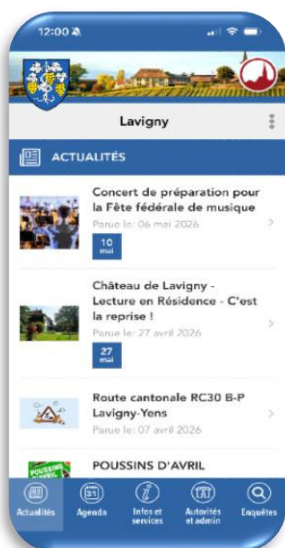 12:00
Lavigny
ACTUALITÉS
Concert de préparation pour
la Fête fédérale de musique
Parue le: 06 mai 2026
10
mai
Château de Lavigny -
Lecture en Résidence - C'est
la reprise !
Parue le: 27 avril 2026
27
mai
Route cantonale RC30 B-P
Lavigny-Yens
Parue le: 07 avril 2026
POUSSINS
D'AVRIL
POUSSINS D'AVRIL
31
Actualités
Agenda
Infos et
services
Autorités
et admin
Enquêtes